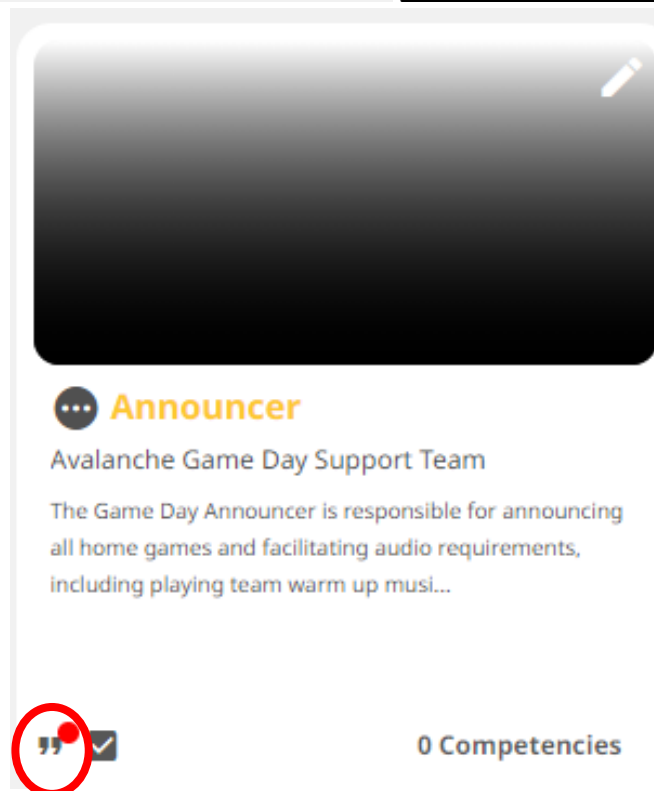 Announcer
Avalanche Game Day Support Team
The Game Day Announcer is responsible for announcing
all home games and facilitating audio requirements,
including playing team warm up musi...
0 Competencies